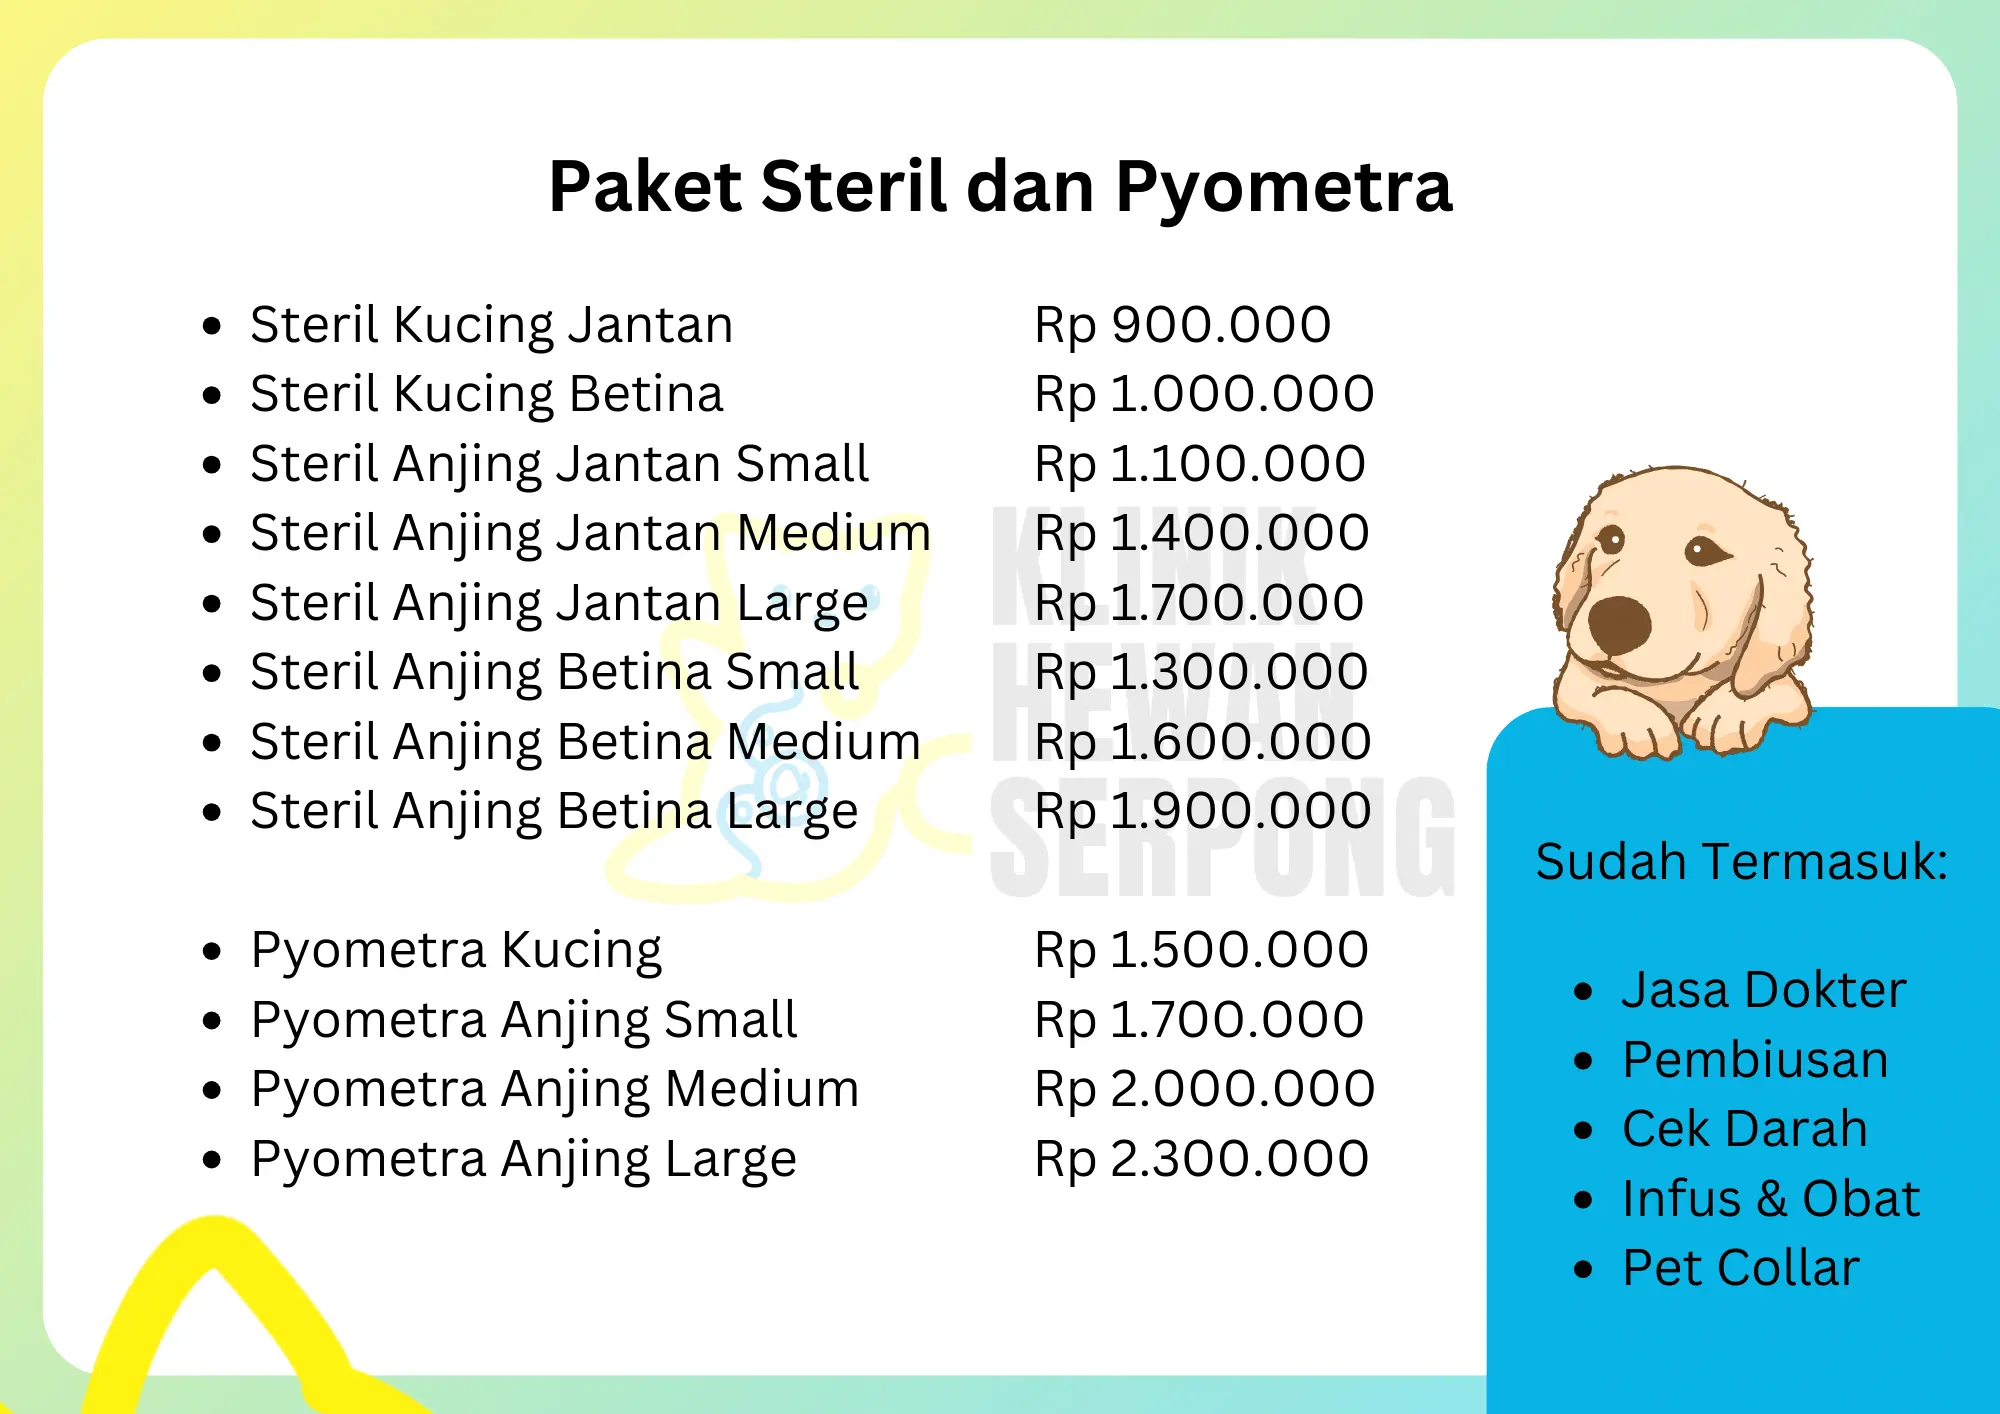 Paket Steril dan Pyometra
Steril Kucing Jantan Rp 900.000
Steril Kucing Betina Rp 1.000.000
Steril Anjing Jantan Small Rp 1.100.000
Steril Anjing Jantan Medium Rp 1.400.000
Steril Anjing Jantan Large Rp 1.700.000
Steril Anjing Betina Small Rp 1.300.000
Steril Anjing Betina Medium Rp 1.600.000
Steril Anjing Betina Large Rp 1.900.000
Pyometra Kucing Rp 1.500.000
Pyometra Anjing Small Rp 1.700.000
Pyometra Anjing Medium Rp 2.000.000
Pyometra Anjing Large Rp 2.300.000
KLINIK
HEWAN
SERPONG
Sudah Termasuk:
Jasa Dokter
Pembiusan
Cek Darah
Infus & Obat
Pet Collar